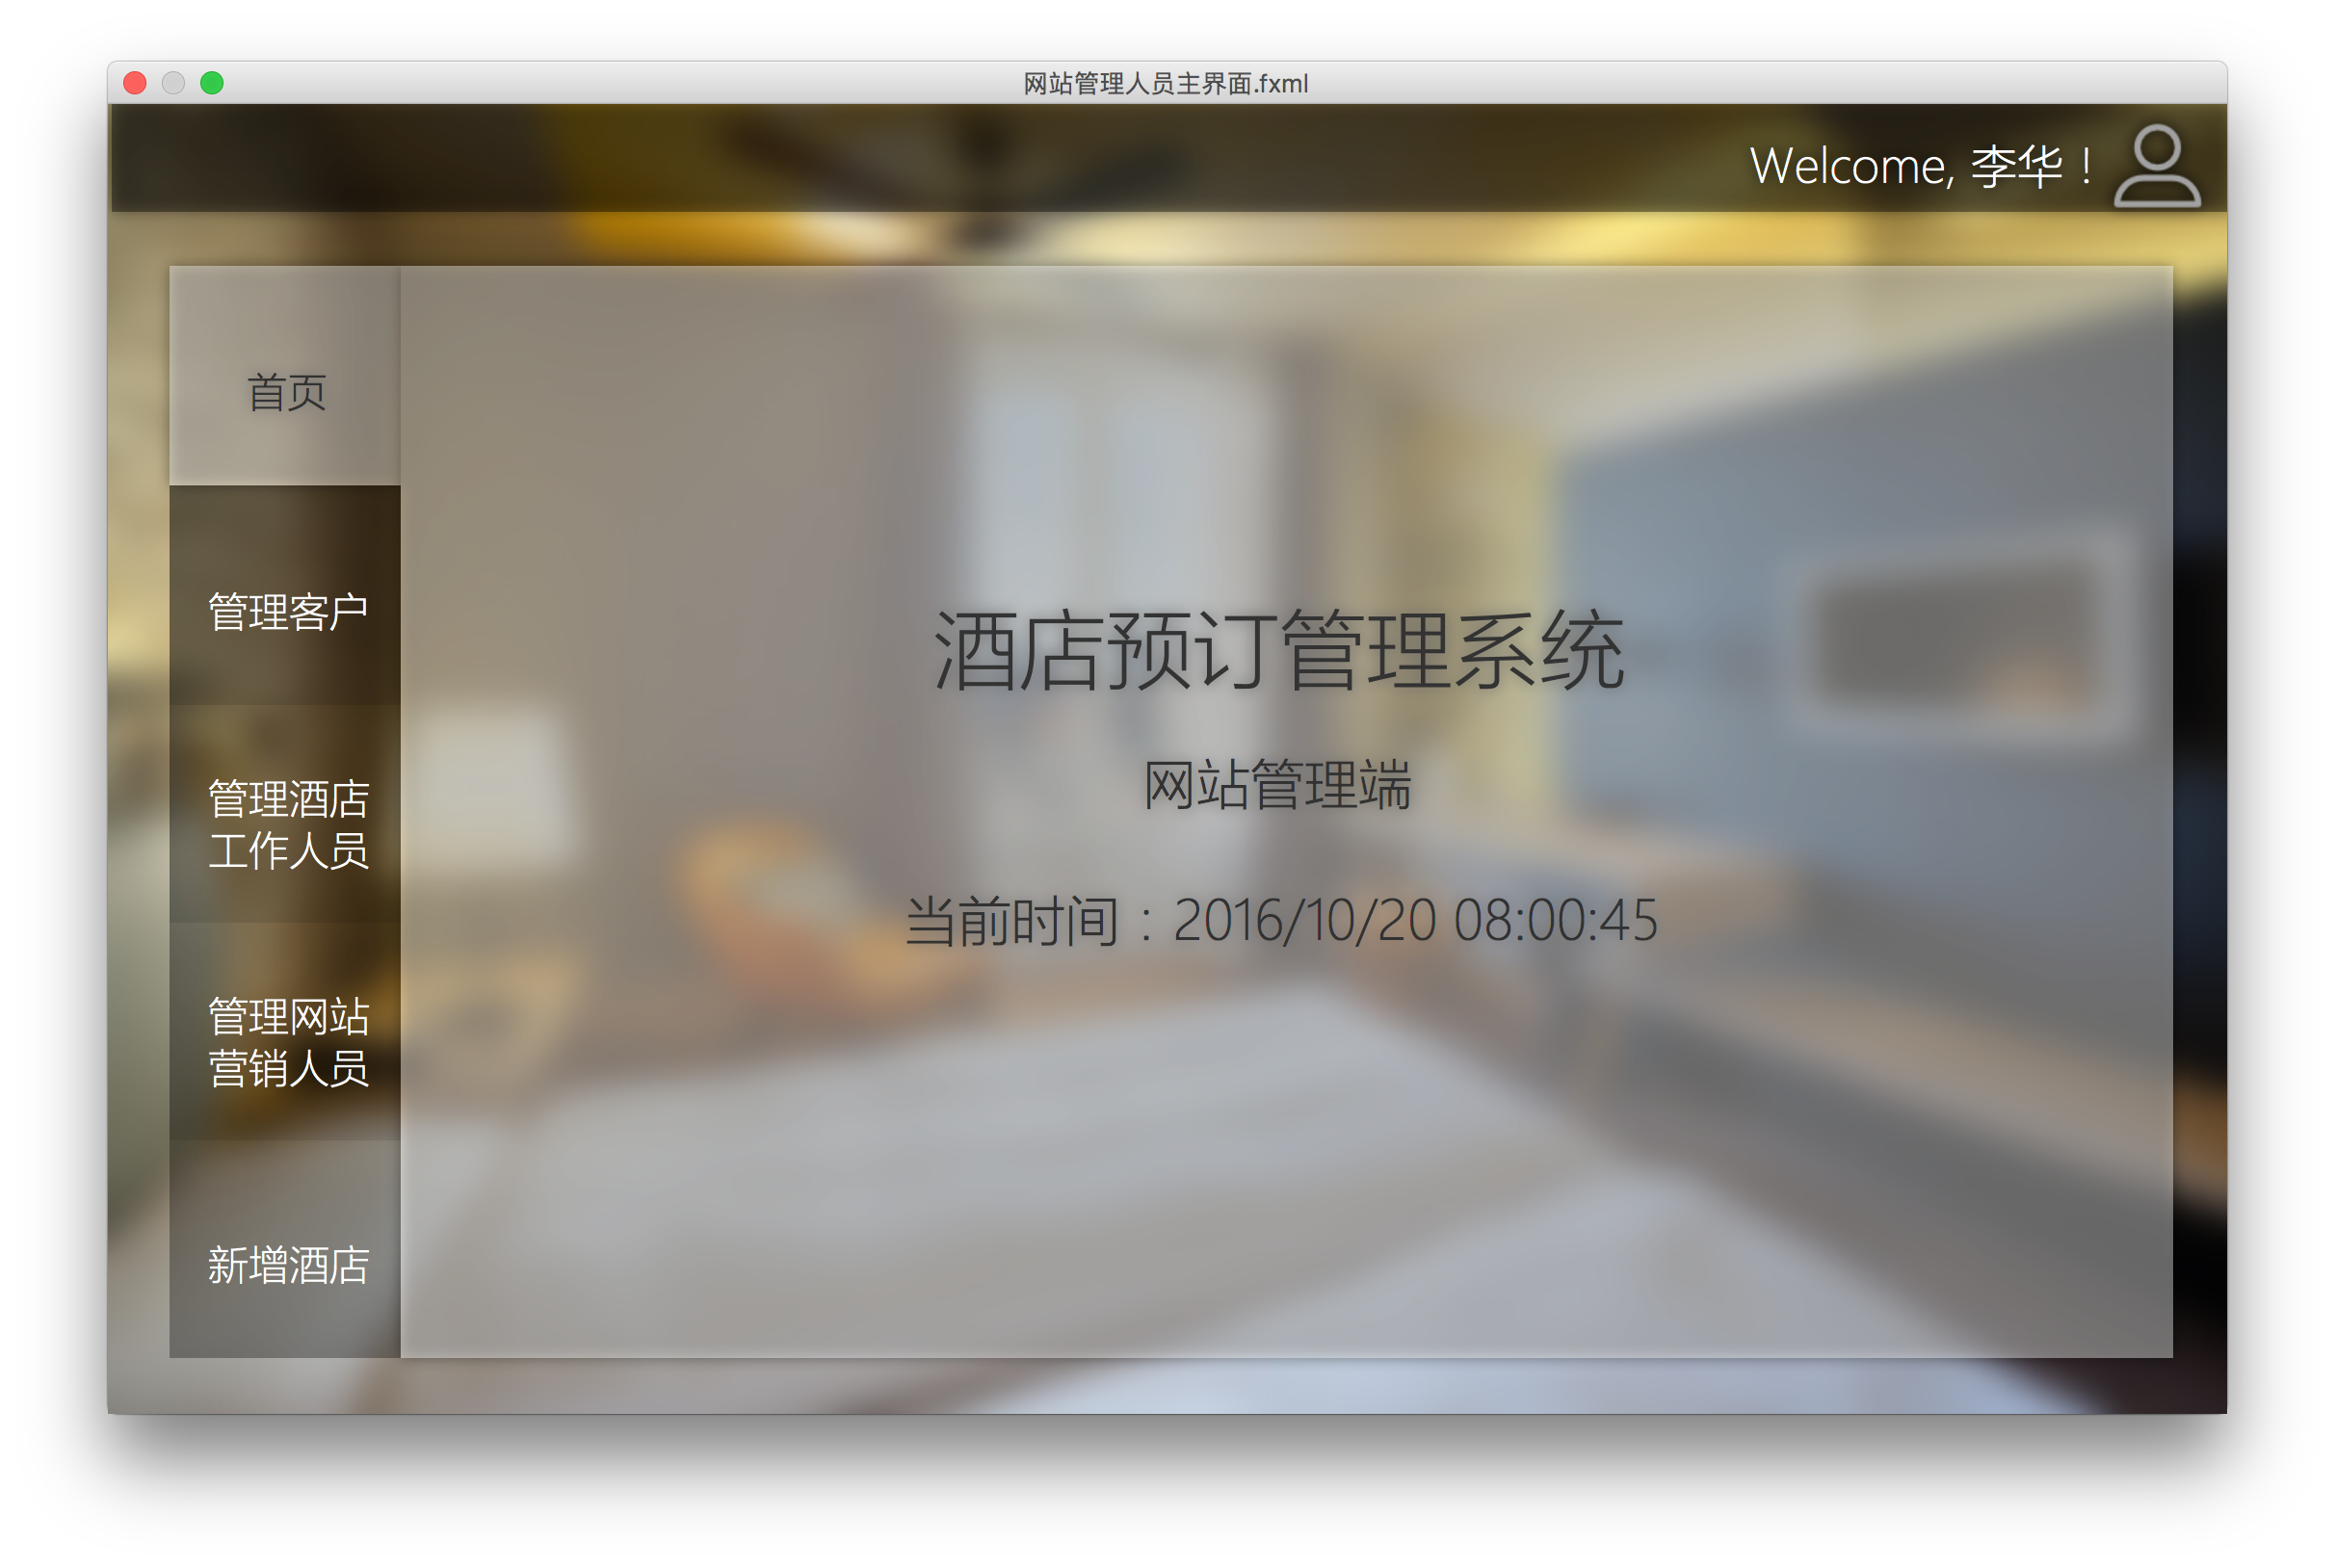 网站管理人员主界面.fxml
Welcome, 李华！
首页
管理客户
管理酒店
工作人员
管理网站
营销人员
新增酒店
酒店预订管理系统
网站管理端
当前时间：2016/10/20 08:00:45